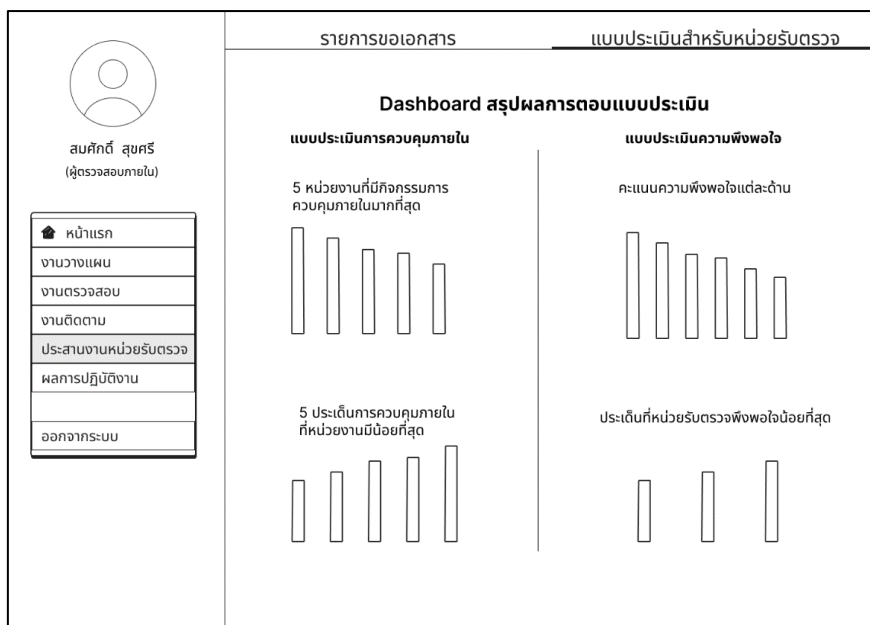 รายการขอเอกสาร
แบบประเมินสำหรับหน่วยรับตรวจ
สมศักดิ์ สุขศรี
(ผู้ตรวจสอบภายใน)
หน้าแรก
งานวางแผน
งานตรวจสอบ
งานติดตาม
ประสานงานหน่วยรับตรวจ
ผลการปฏิบัติงาน
ออกจากระบบ
Dashboard สรุปผลการตอบแบบประเมิน
แบบประเมินการควบคุมภายใน
5 หน่วยงานที่มีกิจกรรมการ
ควบคุมภายในมากที่สุด
5 ประเด็นการควบคุมภายใน
ที่หน่วยงานมีน้อยที่สุด
แบบประเมินความพึงพอใจ
คะแนนความพึงพอใจแต่ละด้าน
ประเด็นที่หน่วยรับตรวจพึงพอใจน้อยที่สุด